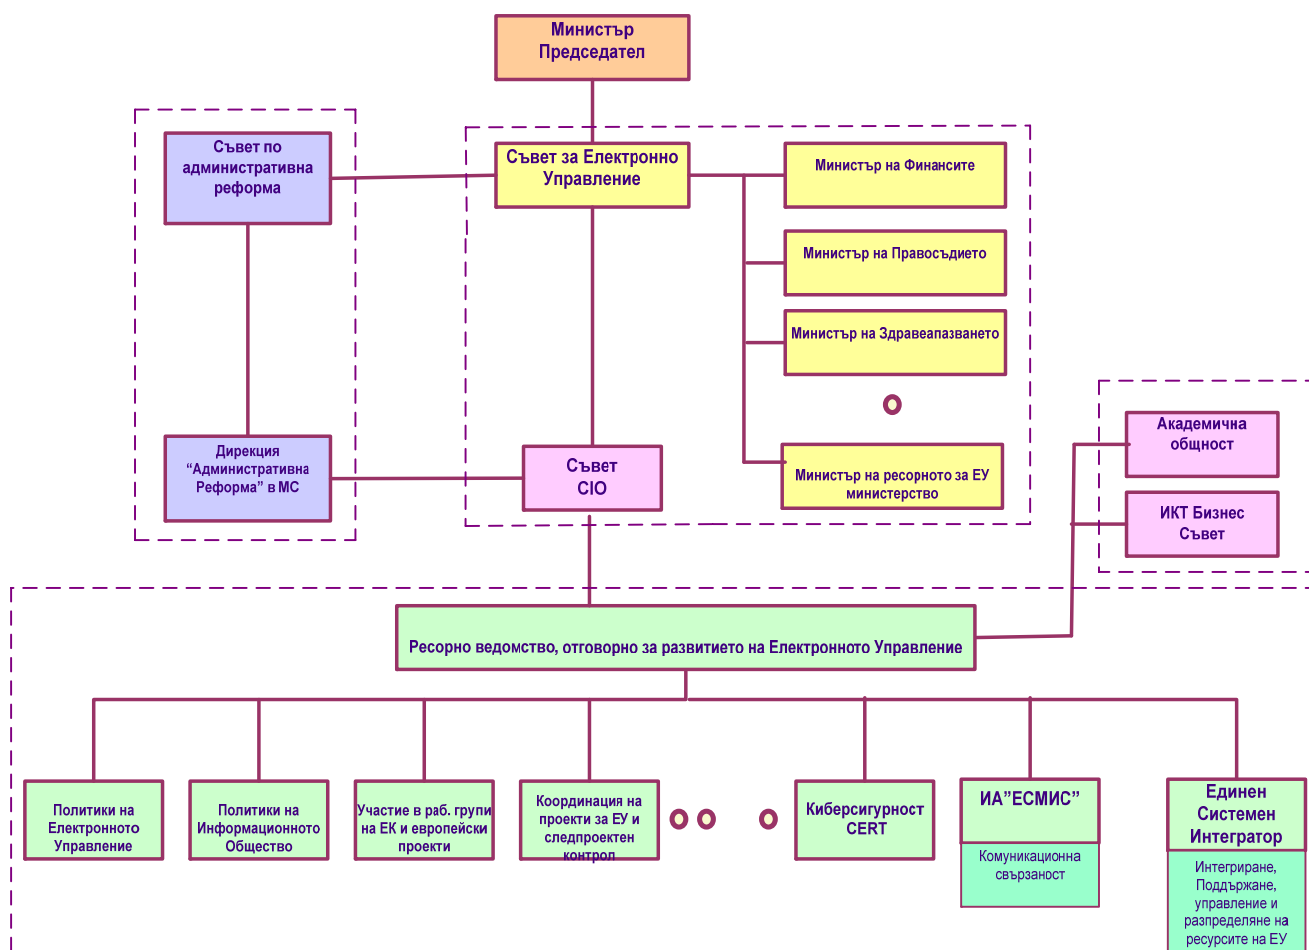 Министър
Председател
Съвет по
административна
реформа
Съвет за Електронно
Управление
Министър на Финансите
Министър на Правосъдието
Министър на Здравеапазването
Министър на ресорното за ЕУ
министерство
Дирекция
“Административна
Реформа” в МС
Съвет
CIO
Академична
общност
ИКТ Бизнес
Съвет
Ресорно ведомство, отговорно за развитието на Електронното Управление
Политики на
Електронното
Управление
Политики на
Информационното
Общество
Участие в раб. групи
на ЕК и европейски
проекти
Координация на
проекти за ЕУ и
следпроектен
контрол
Киберсигурност
CERT
ИА”ЕСМИС”
Комуникационна
свързаност
Единен
Системен
Интегратор
Интегриране,
Поддържане,
управление и
разпределяне на
ресурсите на ЕУ